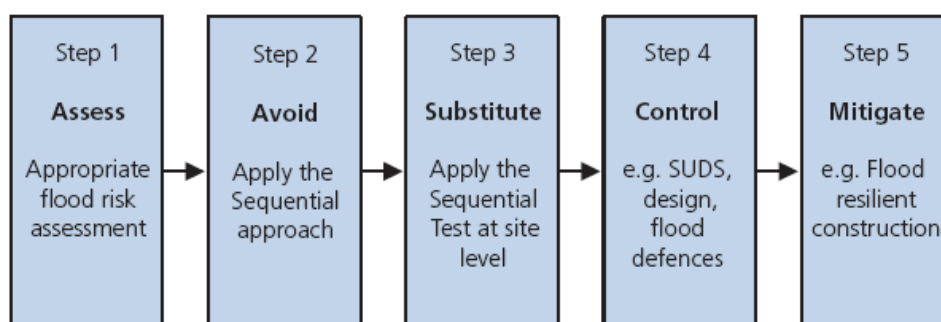 Step 1
Assess
Appropriate
flood risk
assessment
Step 2
Avoid
Apply the
Sequential
approach
Step 3
Substitute
Apply the
Sequential
Test at site
level
Step 4
Control
e.g. SUDS,
design,
flood
defences
Step 5
Mitigate
e.g. Flood
resilient
construction